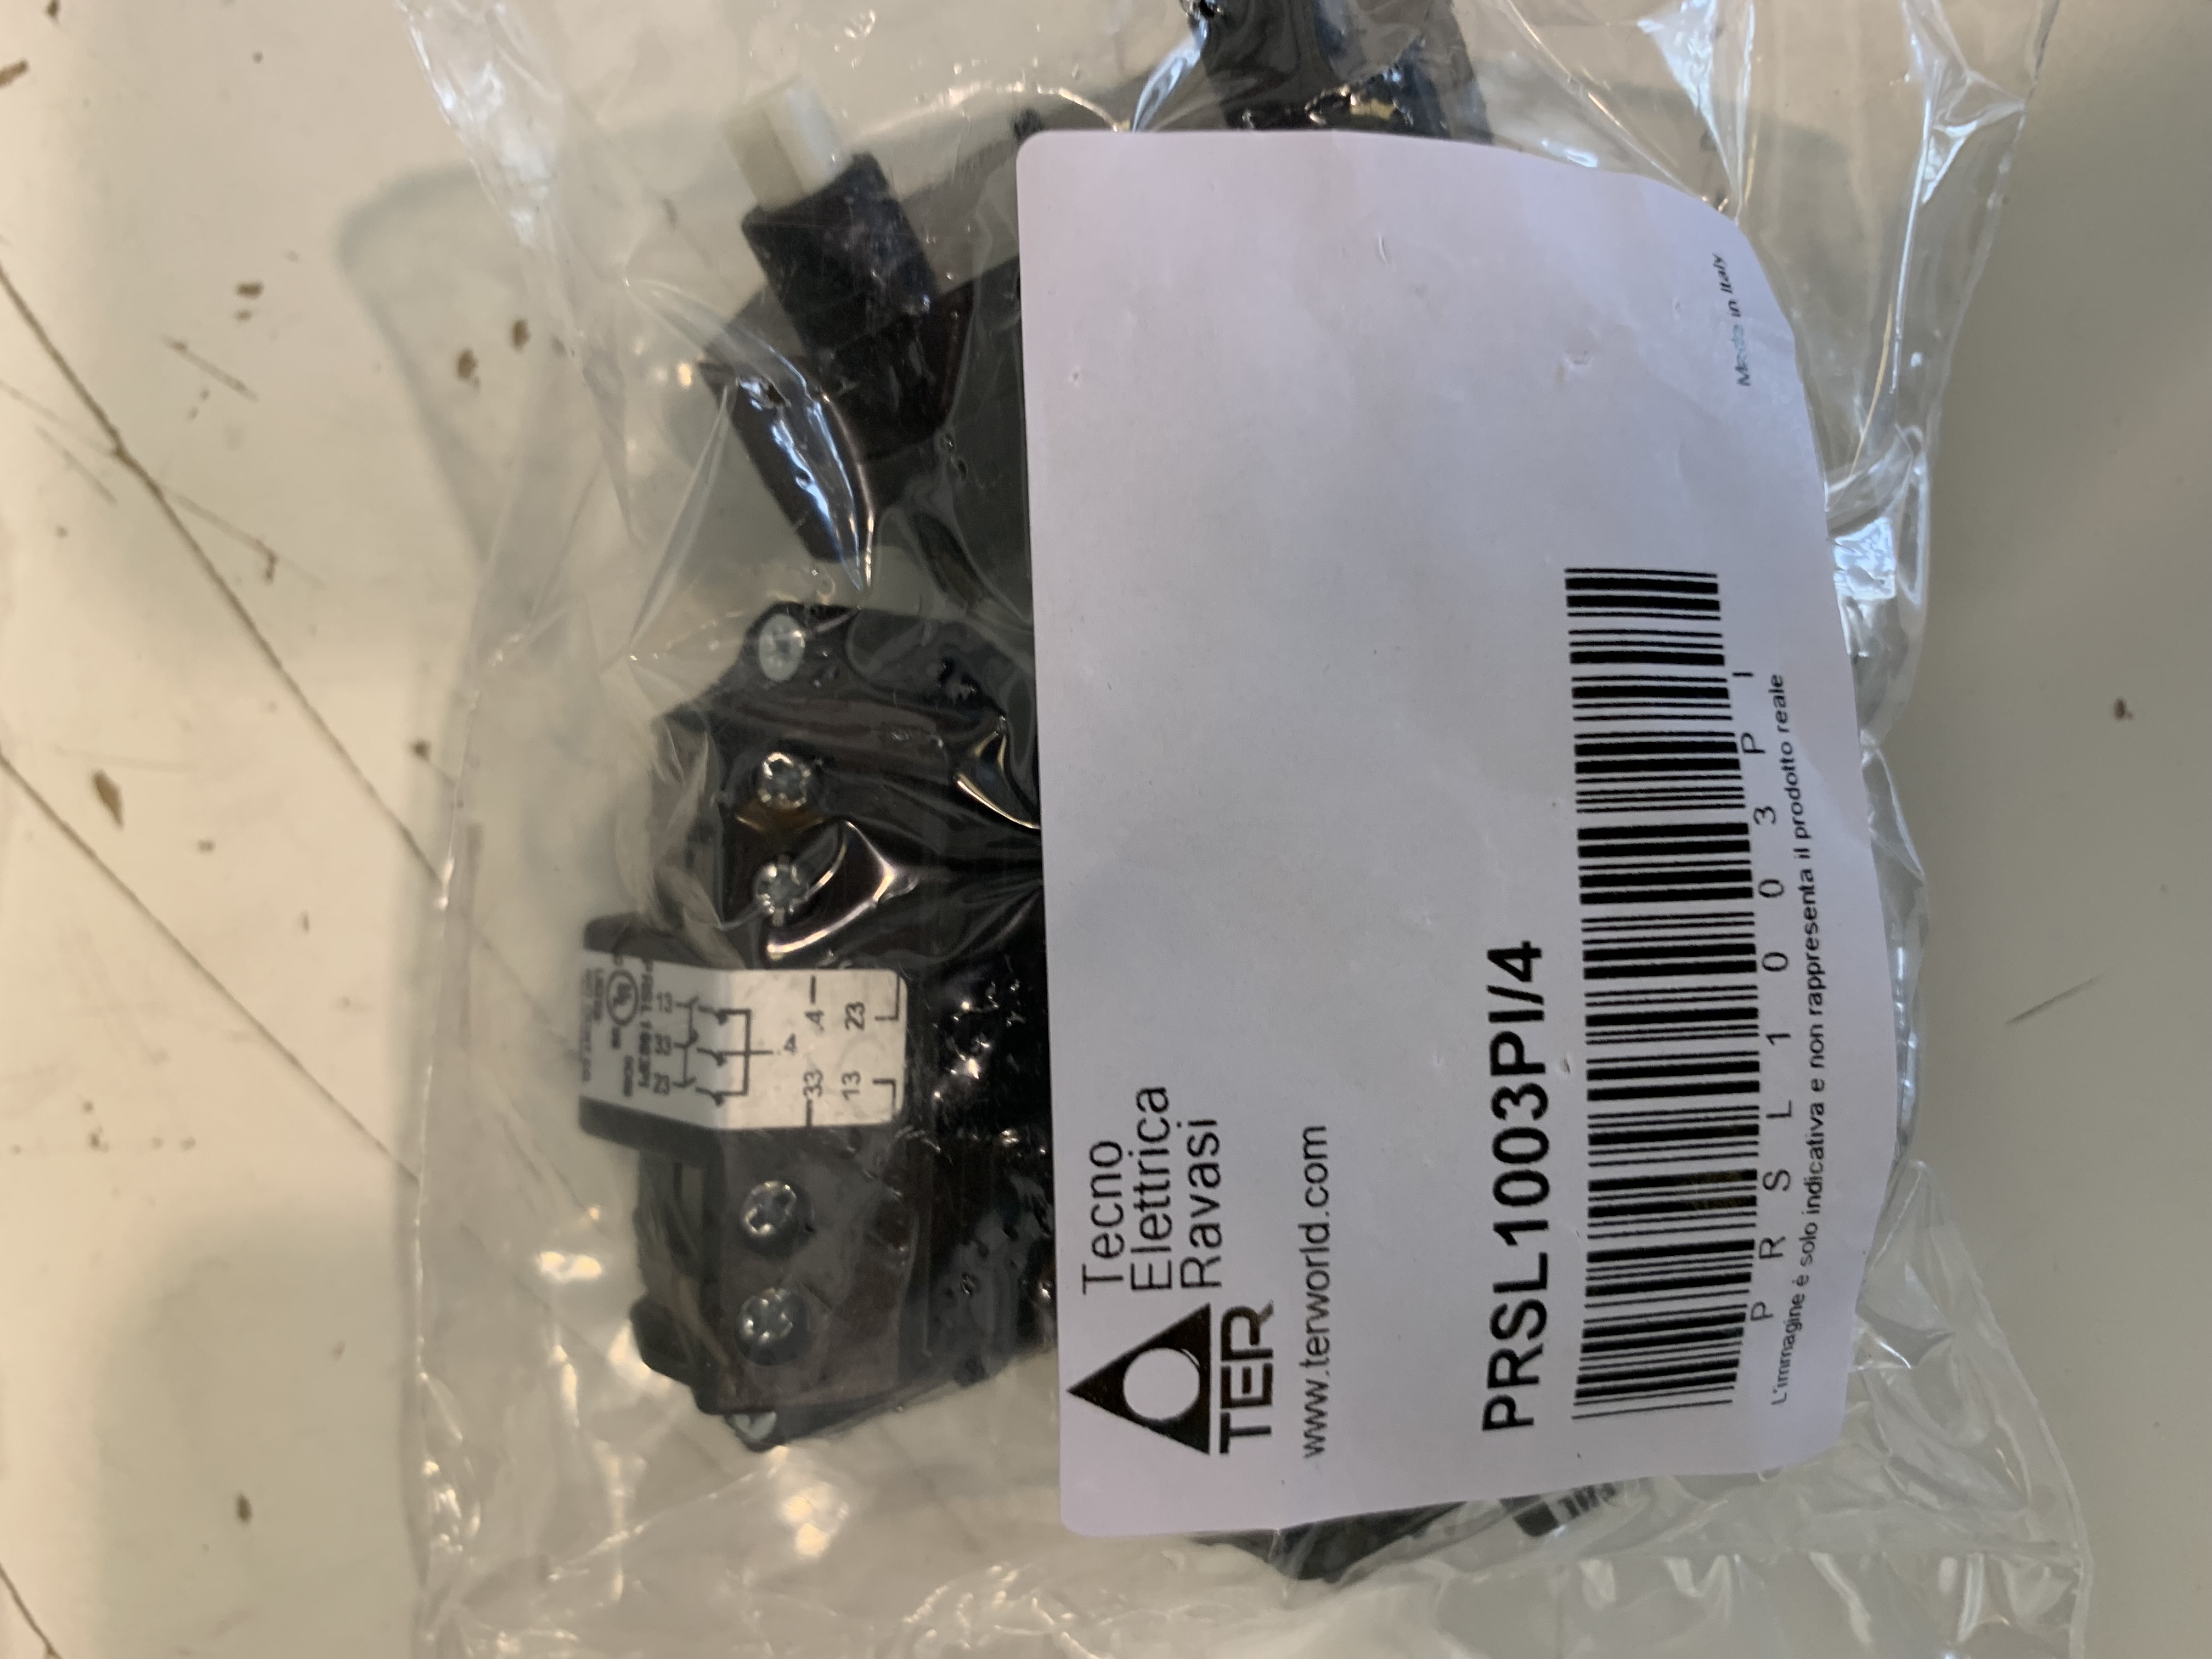 Tecno
Elettrica
Ravasi
TER
www.terworld.com
PRSL1003PI/4
P R S L 1 0 0 3 P I
L'immagine è solo indicativa e non rappresenta il prodotto reale
Made in Italy
PRSL1003PI
33
4
13
23